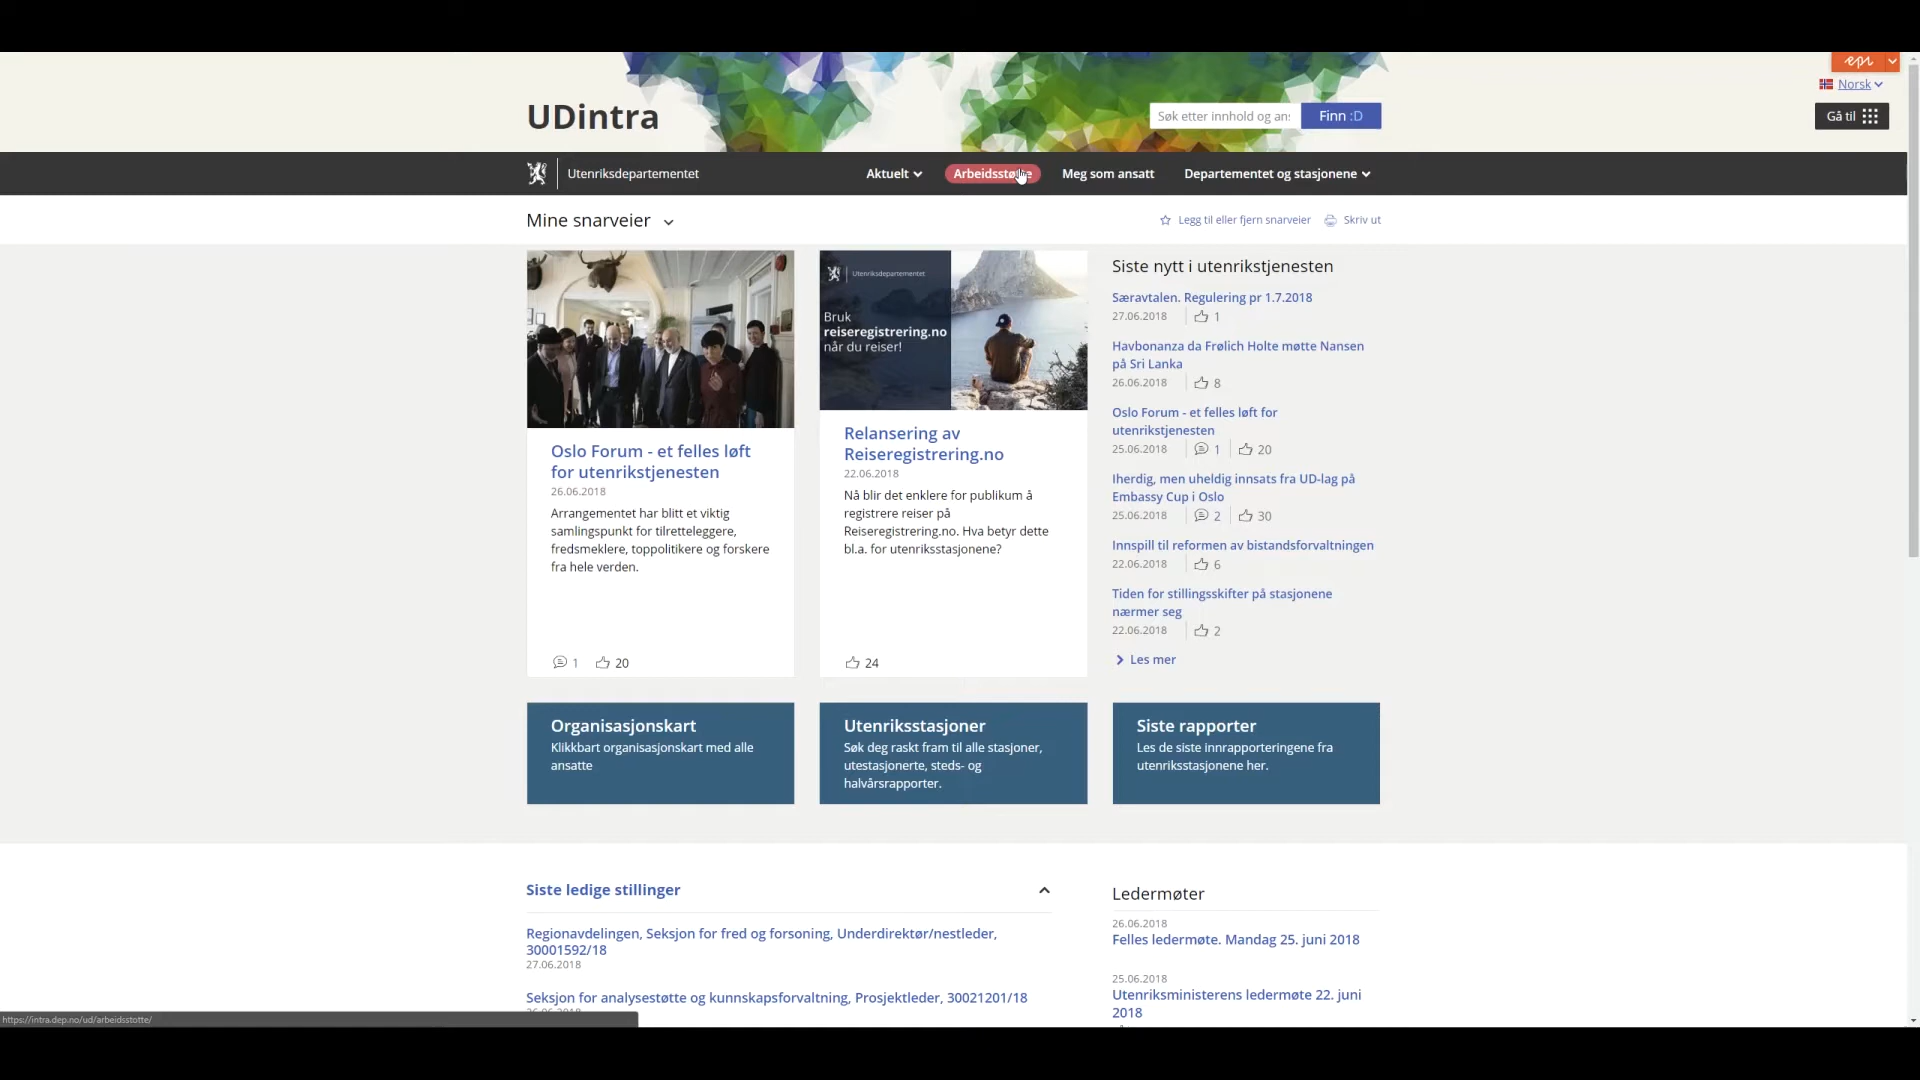 epi
Norsk
UDintra
Søk etter innhold og an
Finn :D
Gå til
Utenriksdepartementet
Aktuelt
Arbeidsstøtte
Meg som ansatt
Departementet og stasjonene
Mine snarveier
Legg til eller fjern snarveier
Skriv ut
Oslo Forum - et felles løft
for utenrikstjenesten
26.06.2018
Arrangementet har blitt et viktig
samlingspunkt for tilretteleggere,
fredsmeklere, toppolitikere og forskere
fra hele verden.
1
20
Utenriksdepartementet
Bruk
reiseregistrering.no
når du reiser!
Relansering av
Reiseregistrering.no
22.06.2018
Nå blir det enklere for publikum å
registrere reiser på
Reiseregistrering.no. Hva betyr dette
bl.a. for utenriksstasjonene?
24
Siste nytt i utenrikstjenesten
Særavtalen. Regulering pr 1.7.2018
27.06.2018 1
Havbonanza da Frølich Holte møtte Nansen
på Sri Lanka
26.06.2018 8
Oslo Forum - et felles løft for
utenrikstjenesten
25.06.2018 1 20
Iherdig, men uheldig innsats fra UD-lag på
Embassy Cup i Oslo
25.06.2018 2 30
Innspill til reformen av bistandsforvaltningen
22.06.2018 6
Tiden for stillingsskifter på stasjonene
nærmer seg
22.06.2018 2
Les mer
Organisasjonskart
Klikkbart organisasjonskart med alle
ansatte
Utenriksstasjoner
Søk deg raskt fram til alle stasjoner,
utestasjonerte, steds- og
halvårsrapporter.
Siste rapporter
Les de siste innrapporteringene fra
utenriksstasjonene her.
Siste ledige stillinger
Regionavdelingen, Seksjon for fred og forsoning, Underdirektør/nestleder,
30001592/18
27.06.2018
Seksjon for analysestøtte og kunnskapsforvaltning, Prosjektleder, 30021201/18
Ledermøter
26.06.2018
Felles ledermøte. Mandag 25. juni 2018
25.06.2018
Utenriksministerens ledermøte 22. juni
2018
https://intra.dep.no/ud/arbeidsstotte/